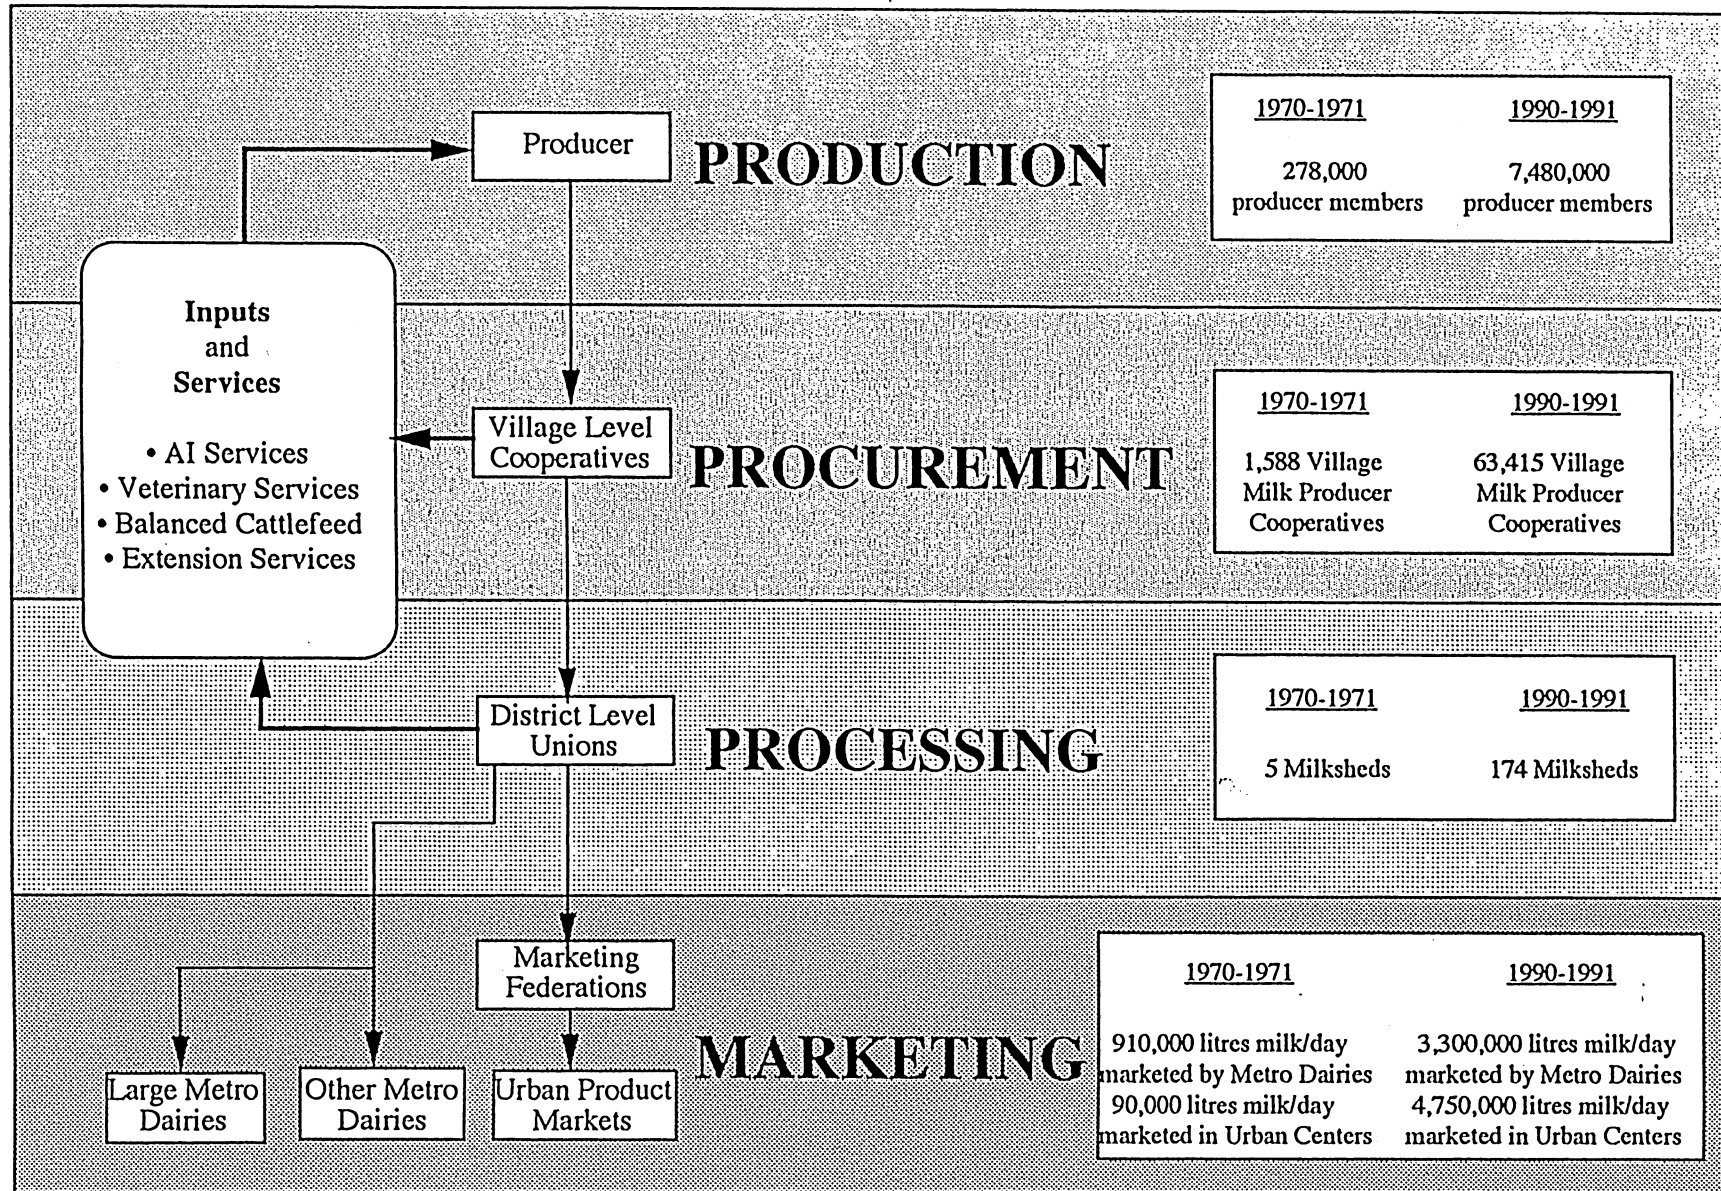 Producer
PRODUCTION
1970-1971
1990-1991
278,000
producer members
7,480,000
producer members
Inputs
and
Services
• AI Services
• Veterinary Services
• Balanced Cattlefeed
• Extension Services
Village Level
Cooperatives
PROCUREMENT
1970-1971
1990-1991
1,588 Village
Milk Producer
Cooperatives
63,415 Village
Milk Producer
Cooperatives
District Level
Unions
PROCESSING
1970-1971
1990-1991
5 Milksheds
174 Milksheds
Marketing
Federations
Large Metro
Dairies
Other Metro
Dairies
Urban Product
Markets
MARKETING
1970-1971
1990-1991
910,000 litres milk/day
marketed by Metro Dairies
90,000 litres milk/day
marketed in Urban Centers
3,300,000 litres milk/day
marketed by Metro Dairies
4,750,000 litres milk/day
marketed in Urban Centers